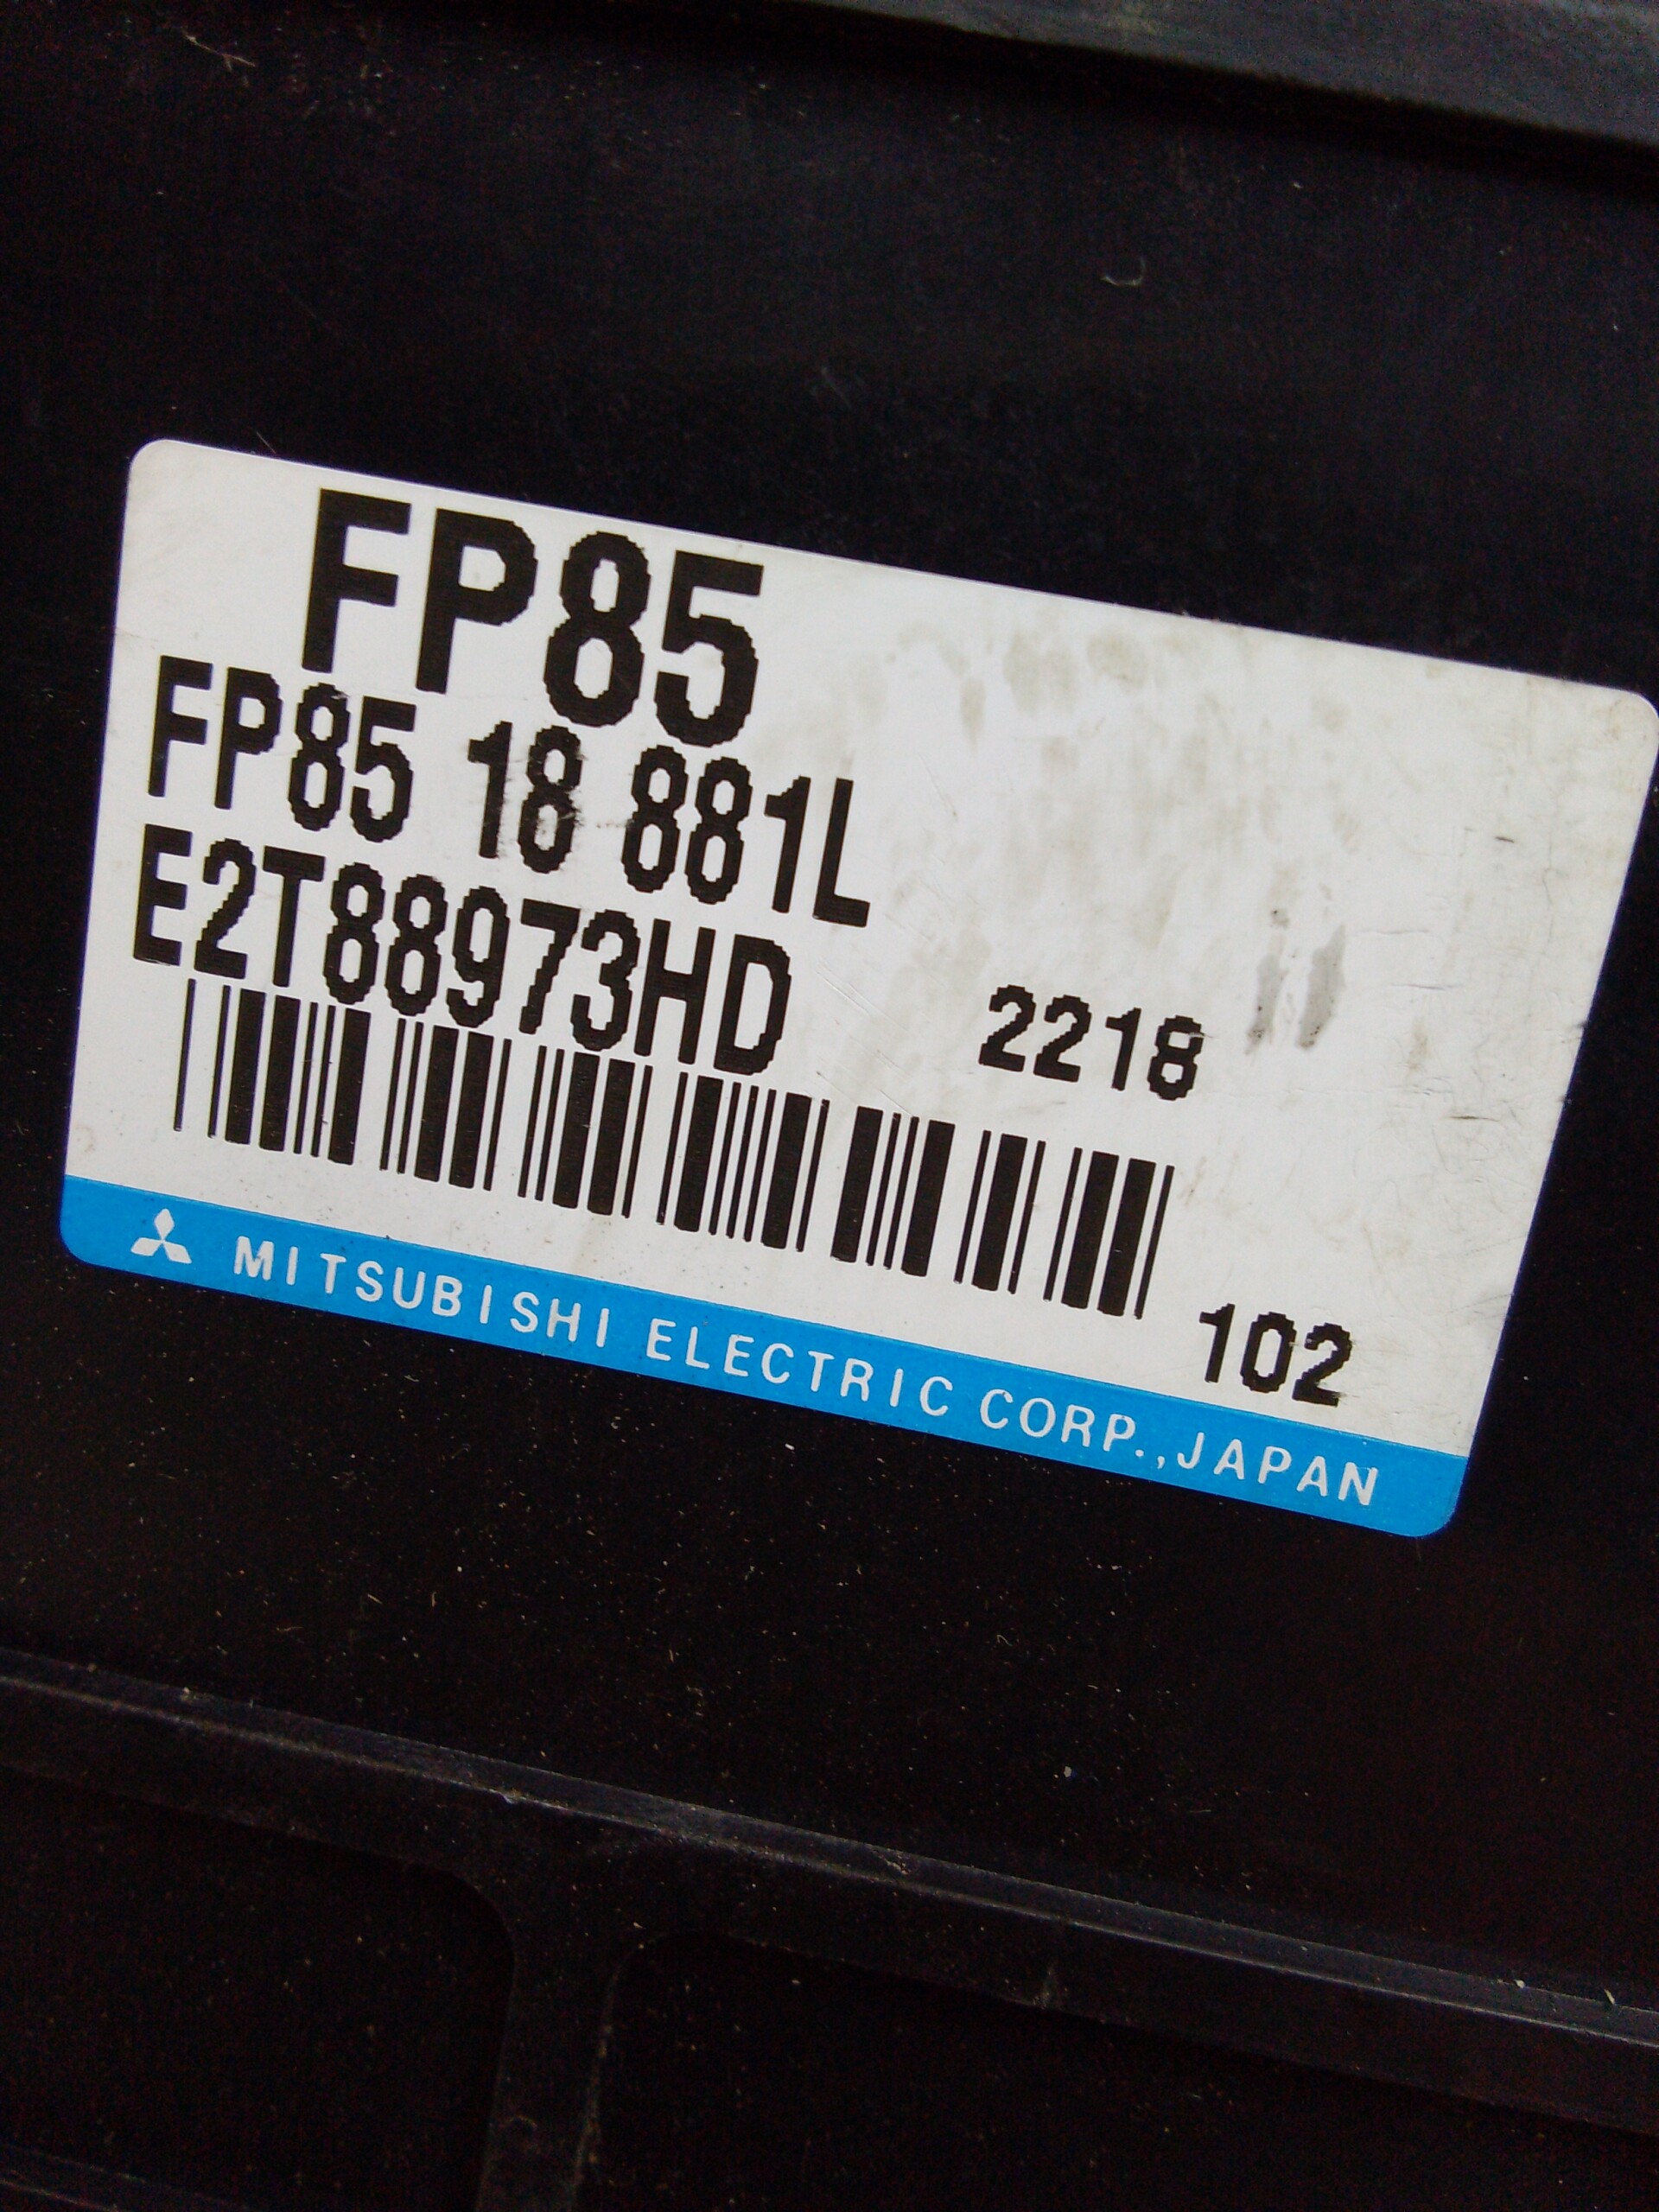 FP85
FP85 18 881L
E2T88973HD 2218
102
MITSUBISHI ELECTRIC CORP.,JAPAN